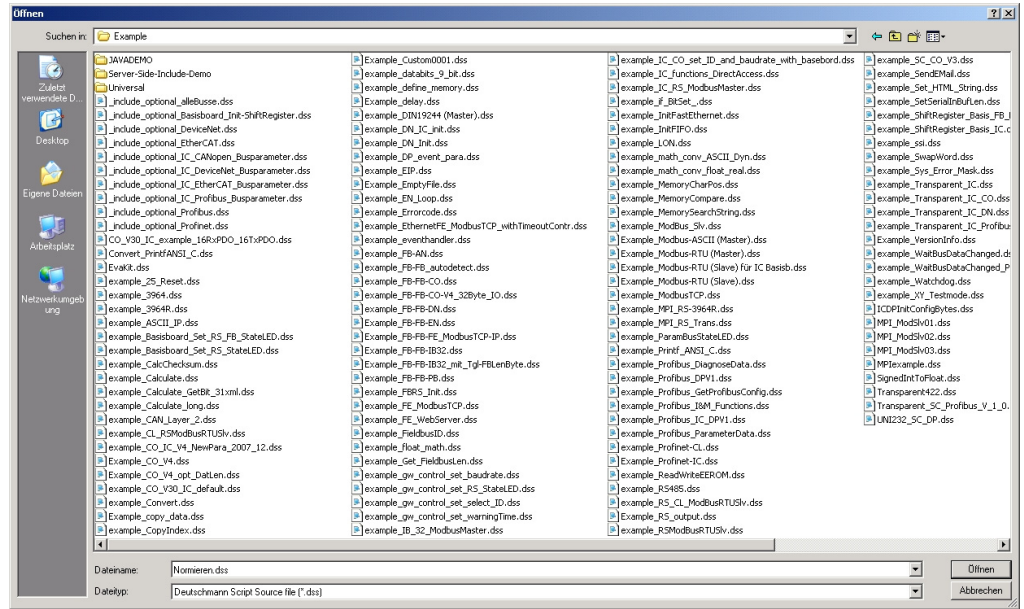 Öffnen
Suchen in:
Example
Zuletzt
verwendete D...
Desktop
Eigene Dateien
Arbeitsplatz
Netzwerkumgeb
ung
JAVADEMO
Server-Side-Include-Demo
Universal
_include_optional_alleBusse.dss
_include_optional_Basisboard_Init-ShiftRegister.dss
_include_optional_DeviceNet.dss
_include_optional_EtherCAT.dss
_include_optional_IC_CANopen_Busparameter.dss
_include_optional_IC_DeviceNet_Busparameter.dss
_include_optional_IC_EtherCAT_Busparameter.dss
_include_optional_IC_Profibus_Busparameter.dss
_include_optional_Profibus.dss
_include_optional_Profinet.dss
CO_V30_IC_example_16RxPDO_16TxPDO.dss
Convert_PrintfANSI_C.dss
EvaKit.dss
example_25_Reset.dss
example_3964.dss
example_3964R.dss
example_ASCII_IP.dss
example_Basisboard_Set_RS_FB_StateLED.dss
example_Basisboard_Set_RS_StateLED.dss
example_CalcChecksum.dss
example_Calculate.dss
example_Calculate_GetBit_31xml.dss
example_Calculate_long.dss
example_CAN_Layer_2.dss
example_CL_RSModBusRTUSlv.dss
example_CO_IC_V4_NewPara_2007_12.dss
Example_CO_V4.dss
Example_CO_V4_opt_DatLen.dss
example_CO_V30_IC_default.dss
example_Convert.dss
Example_copy_data.dss
example_CopyIndex.dss
Example_Custom0001.dss
example_databits_9_bit.dss
example_define_memory.dss
Example_delay.dss
example_DIN19244 (Master).dss
example_DN_IC_init.dss
example_DN_Init.dss
example_DP_event_para.dss
example_EIP.dss
Example_EmptyFile.dss
example_EN_Loop.dss
example_Errorcode.dss
example_EthernetFE_ModbusTCP_withTimeoutContr.dss
example_eventhandler.dss
example_FB-AN.dss
example_FB-FB_autodetect.dss
example_FB-FB-CO.dss
example_FB-FB-CO-V4_32Byte_IO.dss
example_FB-FB-DN.dss
example_FB-FB-EN.dss
Example_FB-FB-FE_ModbusTCP-IP.dss
Example_FB-FB-IB32.dss
Example_FB-FB-IB32_mit_Tgl-FBLenByte.dss
example_FB-FB-PB.dss
example_FBRS_Init.dss
example_FE_ModbusTCP.dss
example_FE_WebServer.dss
example_FieldbusID.dss
example_float_math.dss
example_Get_FieldbusLen.dss
example_gw_control_set_baudrate.dss
example_gw_control_set_RS_StateLED.dss
example_gw_control_set_select_ID.dss
example_gw_control_set_warningTime.dss
example_IB_32_ModbusMaster.dss
example_IC_CO_set_ID_and_baudrate_with_basebord.dss
example_IC_functions_DirectAccess.dss
example_IC_RS_ModbusMaster.dss
example_if_BitSet_.dss
example_InitFastEthernet.dss
example_InitFIFO.dss
example_LON.dss
example_math_conv_ASCII_Dyn.dss
example_math_conv_float_real.dss
example_MemoryCharPos.dss
example_MemoryCompare.dss
example_MemorySearchString.dss
example_ModBus_Slv.dss
Example_Modbus-ASCII (Master).dss
Example_Modbus-RTU (Master).dss
Example_Modbus-RTU (Slave) für IC Basisb.dss
Example_Modbus-RTU (Slave).dss
example_ModbusTCP.dss
example_MPI_RS-3964R.dss
example_MPI_RS_Trans.dss
example_ParamBusStateLED.dss
example_Printf_ANSI_C.dss
example_Profibus_DiagnoseData.dss
example_Profibus_DPV1.dss
example_Profibus_GetProfibusConfig.dss
example_Profibus_I&M_Functions.dss
example_Profibus_IC_DPV1.dss
example_Profibus_ParameterData.dss
Example_Profinet-CL.dss
Example_Profinet-IC.dss
example_ReadWriteEEROM.dss
example_RS485.dss
example_RS_CL_ModBusRTUSlv.dss
Example_RS_output.dss
example_RSModBusRTUSlv.dss
example_SC_CO_V3.dss
example_SendEMail.dss
example_Set_HTML_String.dss
example_SetSerialInBufLen.dss
example_ShiftRegister_Basis_FB_
example_ShiftRegister_Basis_IC.
example_ssi.dss
example_SwapWord.dss
example_Sys_Error_Mask.dss
example_Transparent_IC.dss
example_Transparent_IC_CO.dss
example_Transparent_IC_DN.dss
example_Transparent_IC_Profibu
Example_VersionInfo.dss
example_WaitBusDataChanged.d
example_WaitBusDataChanged_P
example_Watchdog.dss
example_XY_Testmode.dss
ICDPInitConfigBytes.dss
MPI_ModSlv01.dss
MPI_ModSlv02.dss
MPI_ModSlv03.dss
MPIexample.dss
SignedIntToFloat.dss
Transparent422.dss
Transparent_SC_Profibus_V_1_0.
UNI232_SC_DP.dss
Dateiname:
Normieren.dss
Öffnen
Dateityp:
Deutschmann Script Source file (*.dss)
Abbrechen